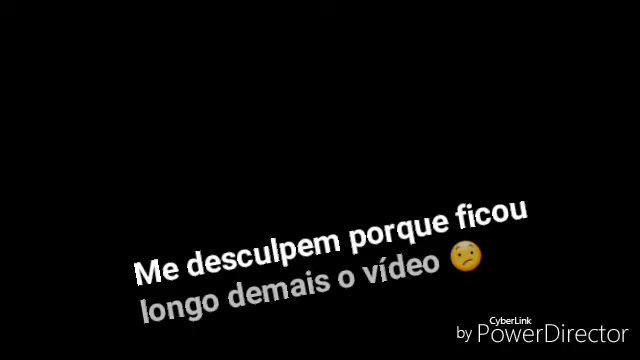 Me desculpem porque ficou
longo demais o vídeo 😕
CyberLink
by PowerDirector